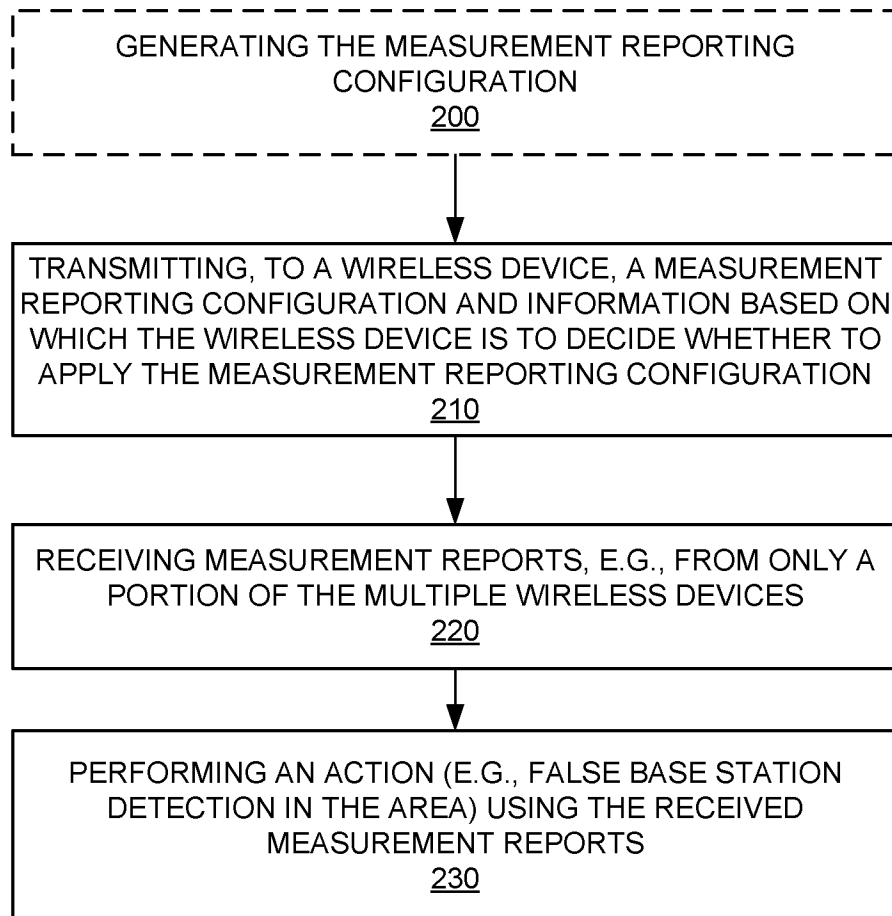 GENERATING THE MEASUREMENT REPORTING
CONFIGURATION
200
TRANSMITTING, TO A WIRELESS DEVICE, A MEASUREMENT
REPORTING CONFIGURATION AND INFORMATION BASED ON
WHICH THE WIRELESS DEVICE IS TO DECIDE WHETHER TO
APPLY THE MEASUREMENT REPORTING CONFIGURATION
210
RECEIVING MEASUREMENT REPORTS, E.G., FROM ONLY A
PORTION OF THE MULTIPLE WIRELESS DEVICES
220
PERFORMING AN ACTION (E.G., FALSE BASE STATION
DETECTION IN THE AREA) USING THE RECEIVED
MEASUREMENT REPORTS
230